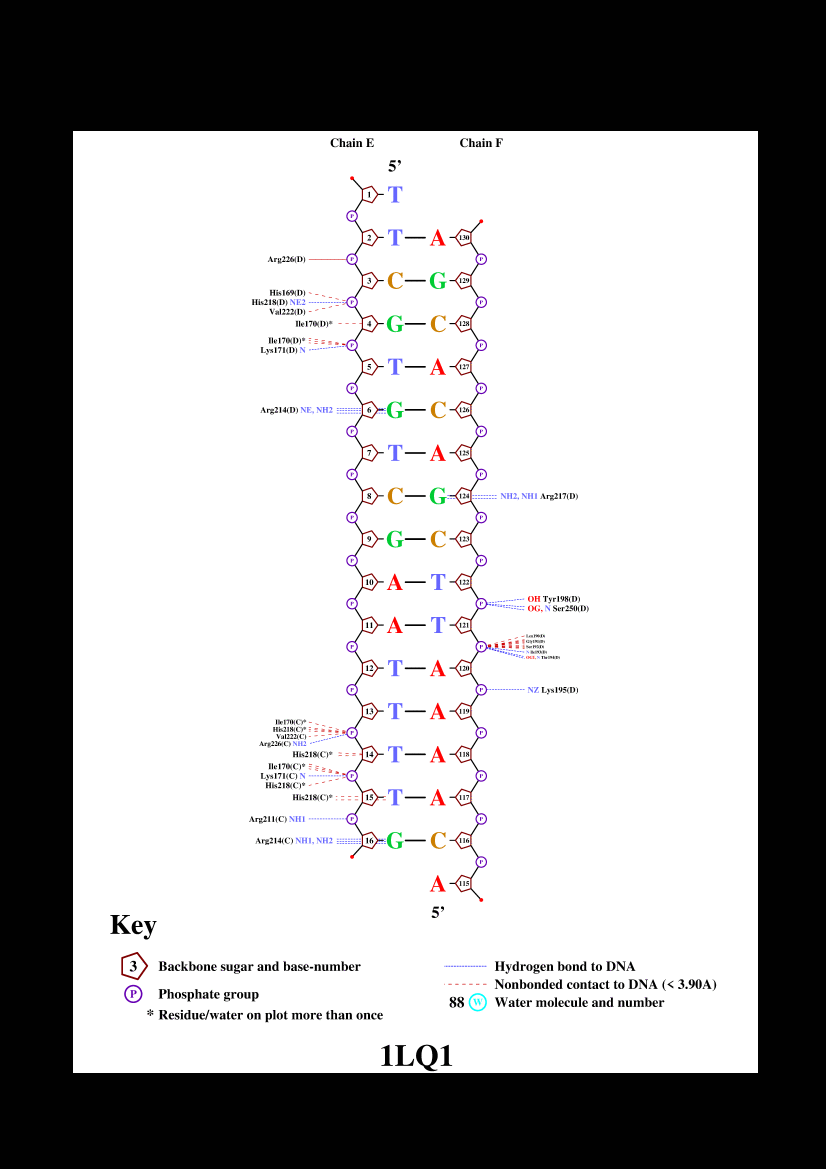 Chain E Chain F
5’
1 T
P
2 T A 130
Arg226(D) P P
3 C G 129
His169(D)
His218(D) NE2 P P
Val222(D)
Ile170(D)* 4 G C 128
Ile170(D)*
Lys171(D) N P P
5 T A 127
P P
Arg214(D) NE, NH2 6 G C 126
P P
7 T A 125
P P
8 C G 124 NH2, NH1 Arg217(D)
P P
9 G C 123
P P
10 A T 122
OH Tyr198(D)
P P
OG, N Ser250(D)
11 A T 121
P P
12 T A 120
P P NZ Lys195(D)
13 T A 119
Ile170(C)*
His218(C)*
P P
Val222(C)
Arg226(C) NH2
His218(C)* 14 T A 118
Ile170(C)*
Lys171(C) N P P
His218(C)*
His218(C)* 15 T A 117
Arg211(C) NH1 P P
Arg214(C) NH1, NH2 16 G C 116
P
A 115
5’
Key
3 Backbone sugar and base-number
P Phosphate group
* Residue/water on plot more than once
Hydrogen bond to DNA
Nonbonded contact to DNA (< 3.90A)
88 W Water molecule and number
1LQ1